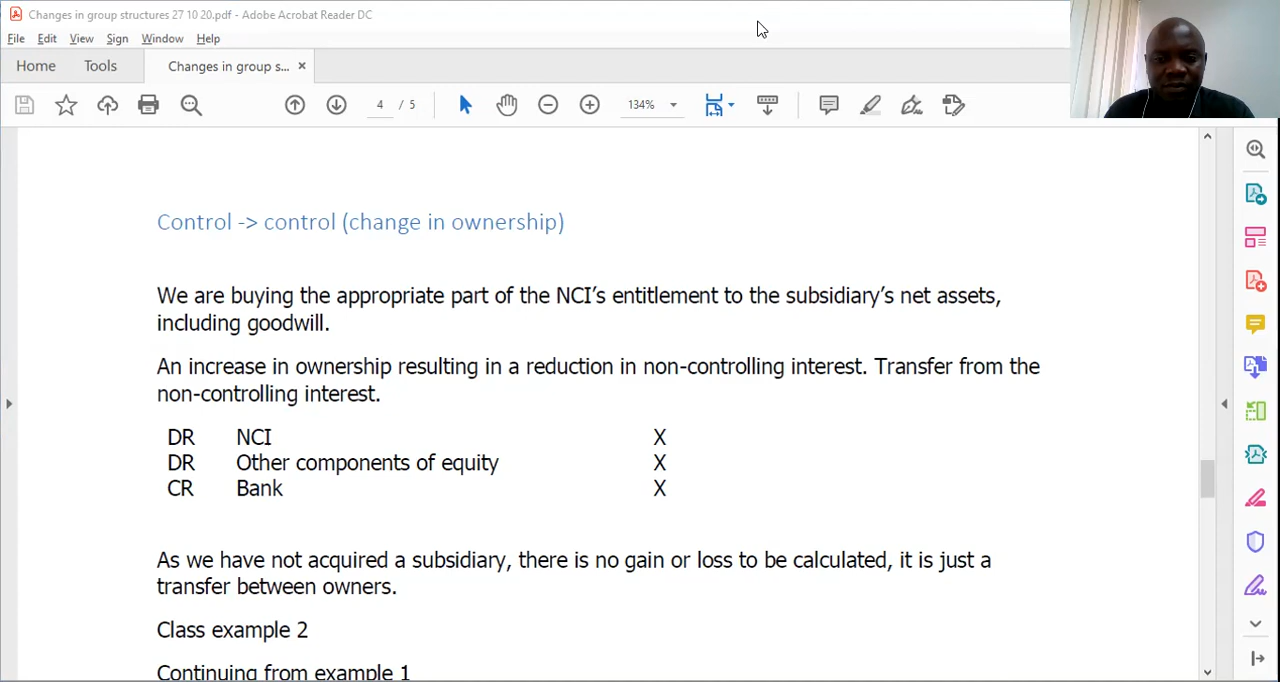 Changes in group structures 27 10 20.pdf - Adobe Acrobat Reader DC
File Edit View Sign Window Help
Home Tools Changes in group s... ×
4 / 5 134%
Control -> control (change in ownership)
We are buying the appropriate part of the NCI's entitlement to the subsidiary's net assets,
including goodwill.
An increase in ownership resulting in a reduction in non-controlling interest. Transfer from the
non-controlling interest.
DR NCI X
DR Other components of equity X
CR Bank X
As we have not acquired a subsidiary, there is no gain or loss to be calculated, it is just a
transfer between owners.
Class example 2
Continuing from example 1